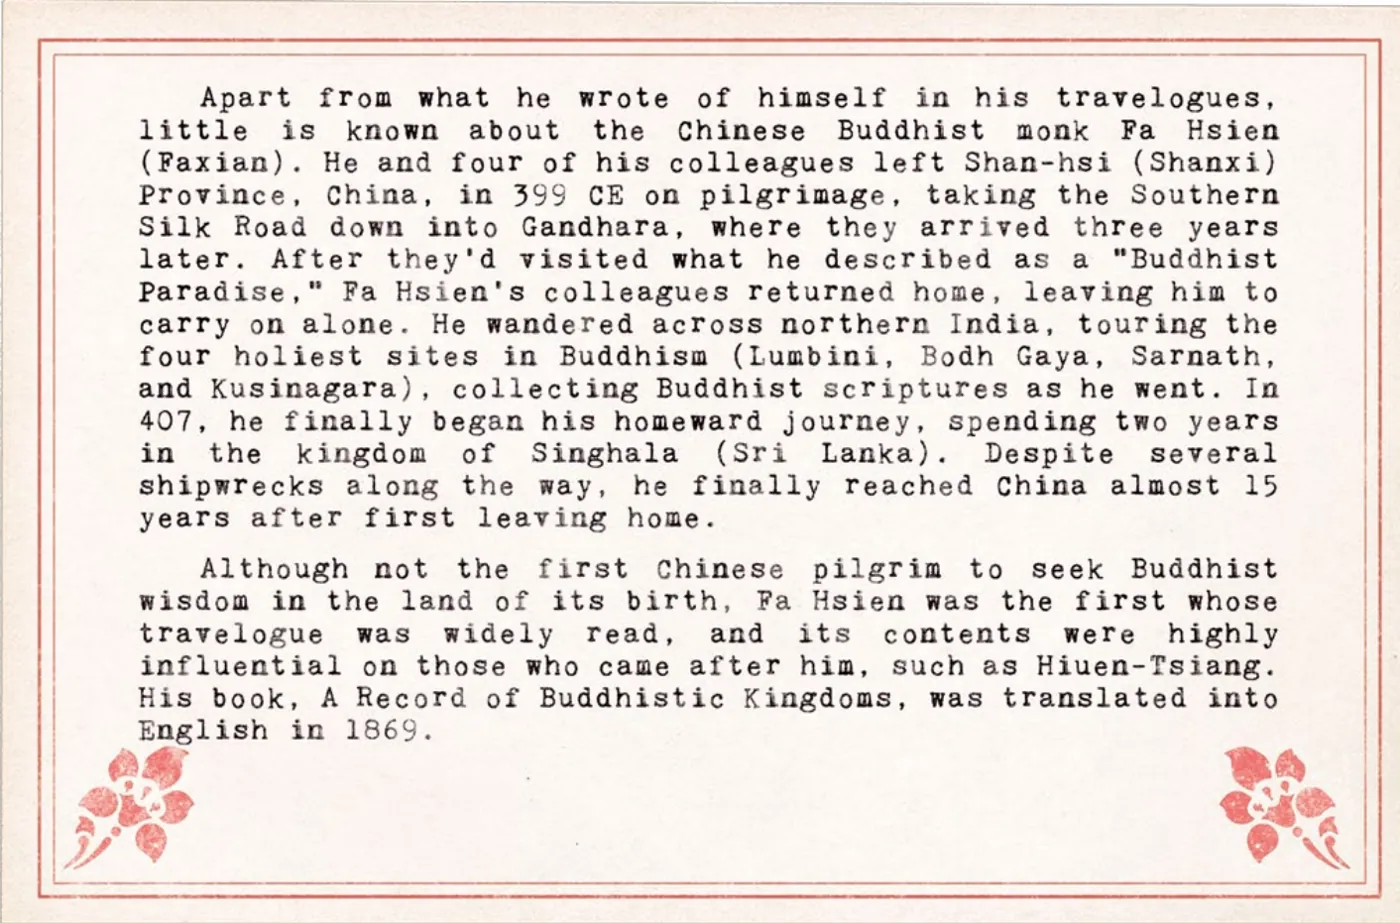 Apart from what he wrote of himself in his travelogues,
little is known about the Chinese Buddhist monk Fa Hsien
(Faxian). He and four of his colleagues left Shan-hsi (Shanxi)
Province, China, in 399 CE on pilgrimage, taking the Southern
Silk Road down into Gandhara, where they arrived three years
later. After they'd visited what he described as a "Buddhist
Paradise," Fa Hsien's colleagues returned home, leaving him to
carry on alone. He wandered across northern India, touring the
four holiest sites in Buddhism (Lumbini, Bodh Gaya, Sarnath,
and Kusinagara), collecting Buddhist scriptures as he went. In
407, he finally began his homeward journey, spending two years
in the kingdom of Singhala (Sri Lanka). Despite several
shipwrecks along the way, he finally reached China almost 15
years after first leaving home.
Although not the first Chinese pilgrim to seek Buddhist
wisdom in the land of its birth, Fa Hsien was the first whose
travelogue was widely read, and its contents were highly
influential on those who came after him, such as Hiuen-Tsiang.
His book, A Record of Buddhistic Kingdoms, was translated into
English in 1869.